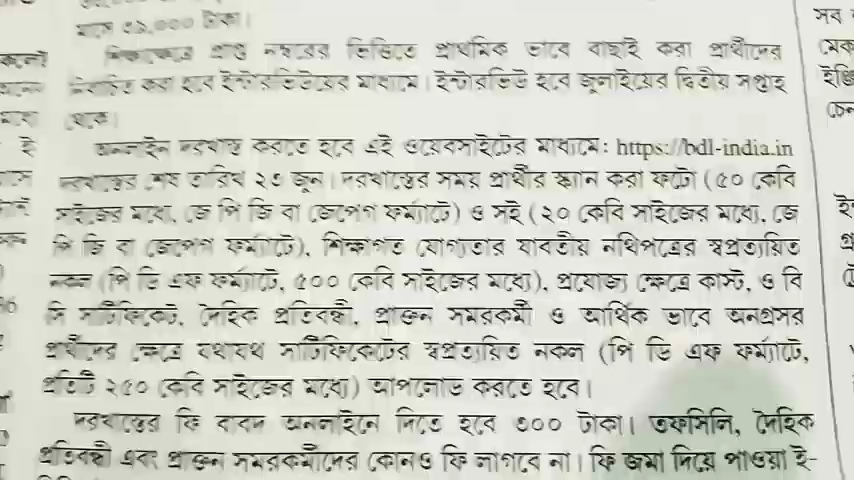 মাসে ৩৯,০০০ টাকা।
সব
শিক্ষাক্ষেত্রে প্রাপ্ত নম্বরের ভিত্তিতে প্রাথমিক ভাবে বাছাই করা প্রার্থীদের
নির্বাচিত করা হবে ইন্টারভিউয়ের মাধ্যমে। ইন্টারভিউ হবে জুলাইয়ের দ্বিতীয় সপ্তাহ
থেকে।
ই অনলাইন দরখাস্ত করতে হবে এই ওয়েবসাইটের মাধ্যমে: https://bdl-india.in
দরখাস্তের শেষ তারিখ ২৩ জুন। দরখাস্তের সময় প্রার্থীর স্ক্যান করা ফটো (৫০ কেবি
সাইজের মধ্যে, জে পি জি বা জেপেগ ফর্ম্যাটে) ও সই (২০ কেবি সাইজের মধ্যে, জে
পি জি বা জেপেগ ফর্ম্যাটে), শিক্ষাগত যোগ্যতার যাবতীয় নথিপত্রের স্বপ্রত্যয়িত
নকল (পি ডি এফ ফর্ম্যাটে, ৫০০ কেবি সাইজের মধ্যে), প্রযোজ্য ক্ষেত্রে কাস্ট, ও বি
সি সার্টিফিকেট, দৈহিক প্রতিবন্ধী, প্রাক্তন সমরকর্মী ও আর্থিক ভাবে অনগ্রসর
প্রার্থীদের ক্ষেত্রে যথাযথ সার্টিফিকেটের স্বপ্রত্যয়িত নকল (পি ডি এফ ফর্ম্যাটে,
প্রতিটি ২৫০ কেবি সাইজের মধ্যে) আপলোড করতে হবে।
দরখাস্তের ফি বাবদ অনলাইনে দিতে হবে ৩০০ টাকা। তফসিলি, দৈহিক
প্রতিবন্ধী এবং প্রাক্তন সমরকর্মীদের কোনও ফি লাগবে না। ফি জমা দিয়ে পাওয়া ই-